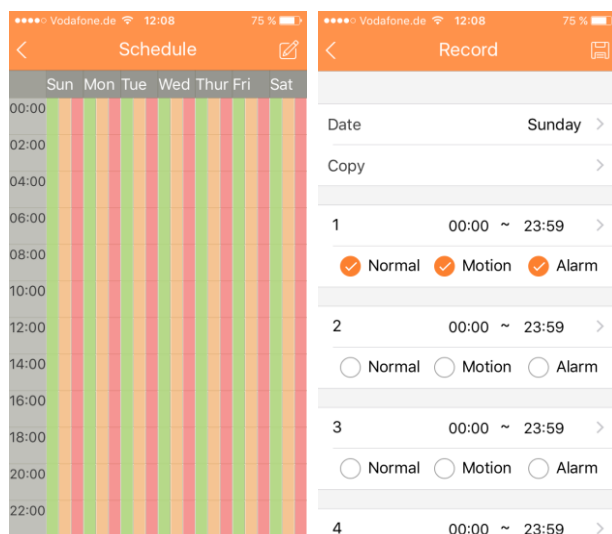 Vodafone.de 12:08 75 %
Schedule
Sun Mon Tue Wed Thur Fri Sat
00:00
02:00
04:00
06:00
08:00
10:00
12:00
14:00
16:00
18:00
20:00
22:00
Vodafone.de 12:08 75 %
Record
Date Sunday
Copy
1 00:00 ~ 23:59
Normal Motion Alarm
2 00:00 ~ 23:59
Normal Motion Alarm
3 00:00 ~ 23:59
Normal Motion Alarm
4 00:00 ~ 23:59